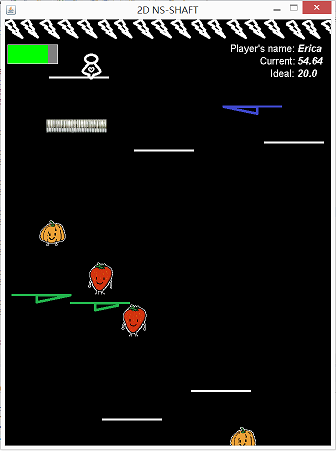 2D NS-SHAFT
Player's name: Erica
Current: 54.64
Ideal: 20.0